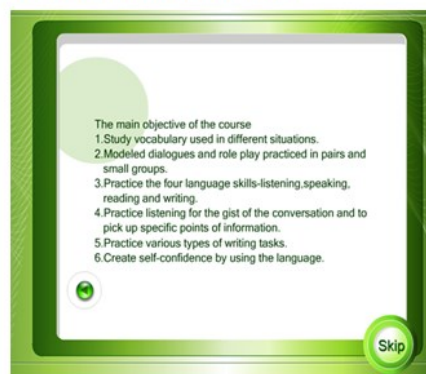 The main objective of the course
1.Study vocabulary used in different situations.
2.Modeled dialogues and role play practiced in pairs and
small groups.
3.Practice the four language skills-listening,speaking,
reading and writing.
4.Practice listening for the gist of the conversation and to
pick up specific points of information.
5.Practice various types of writing tasks.
6.Create self-confidence by using the language.
Skip